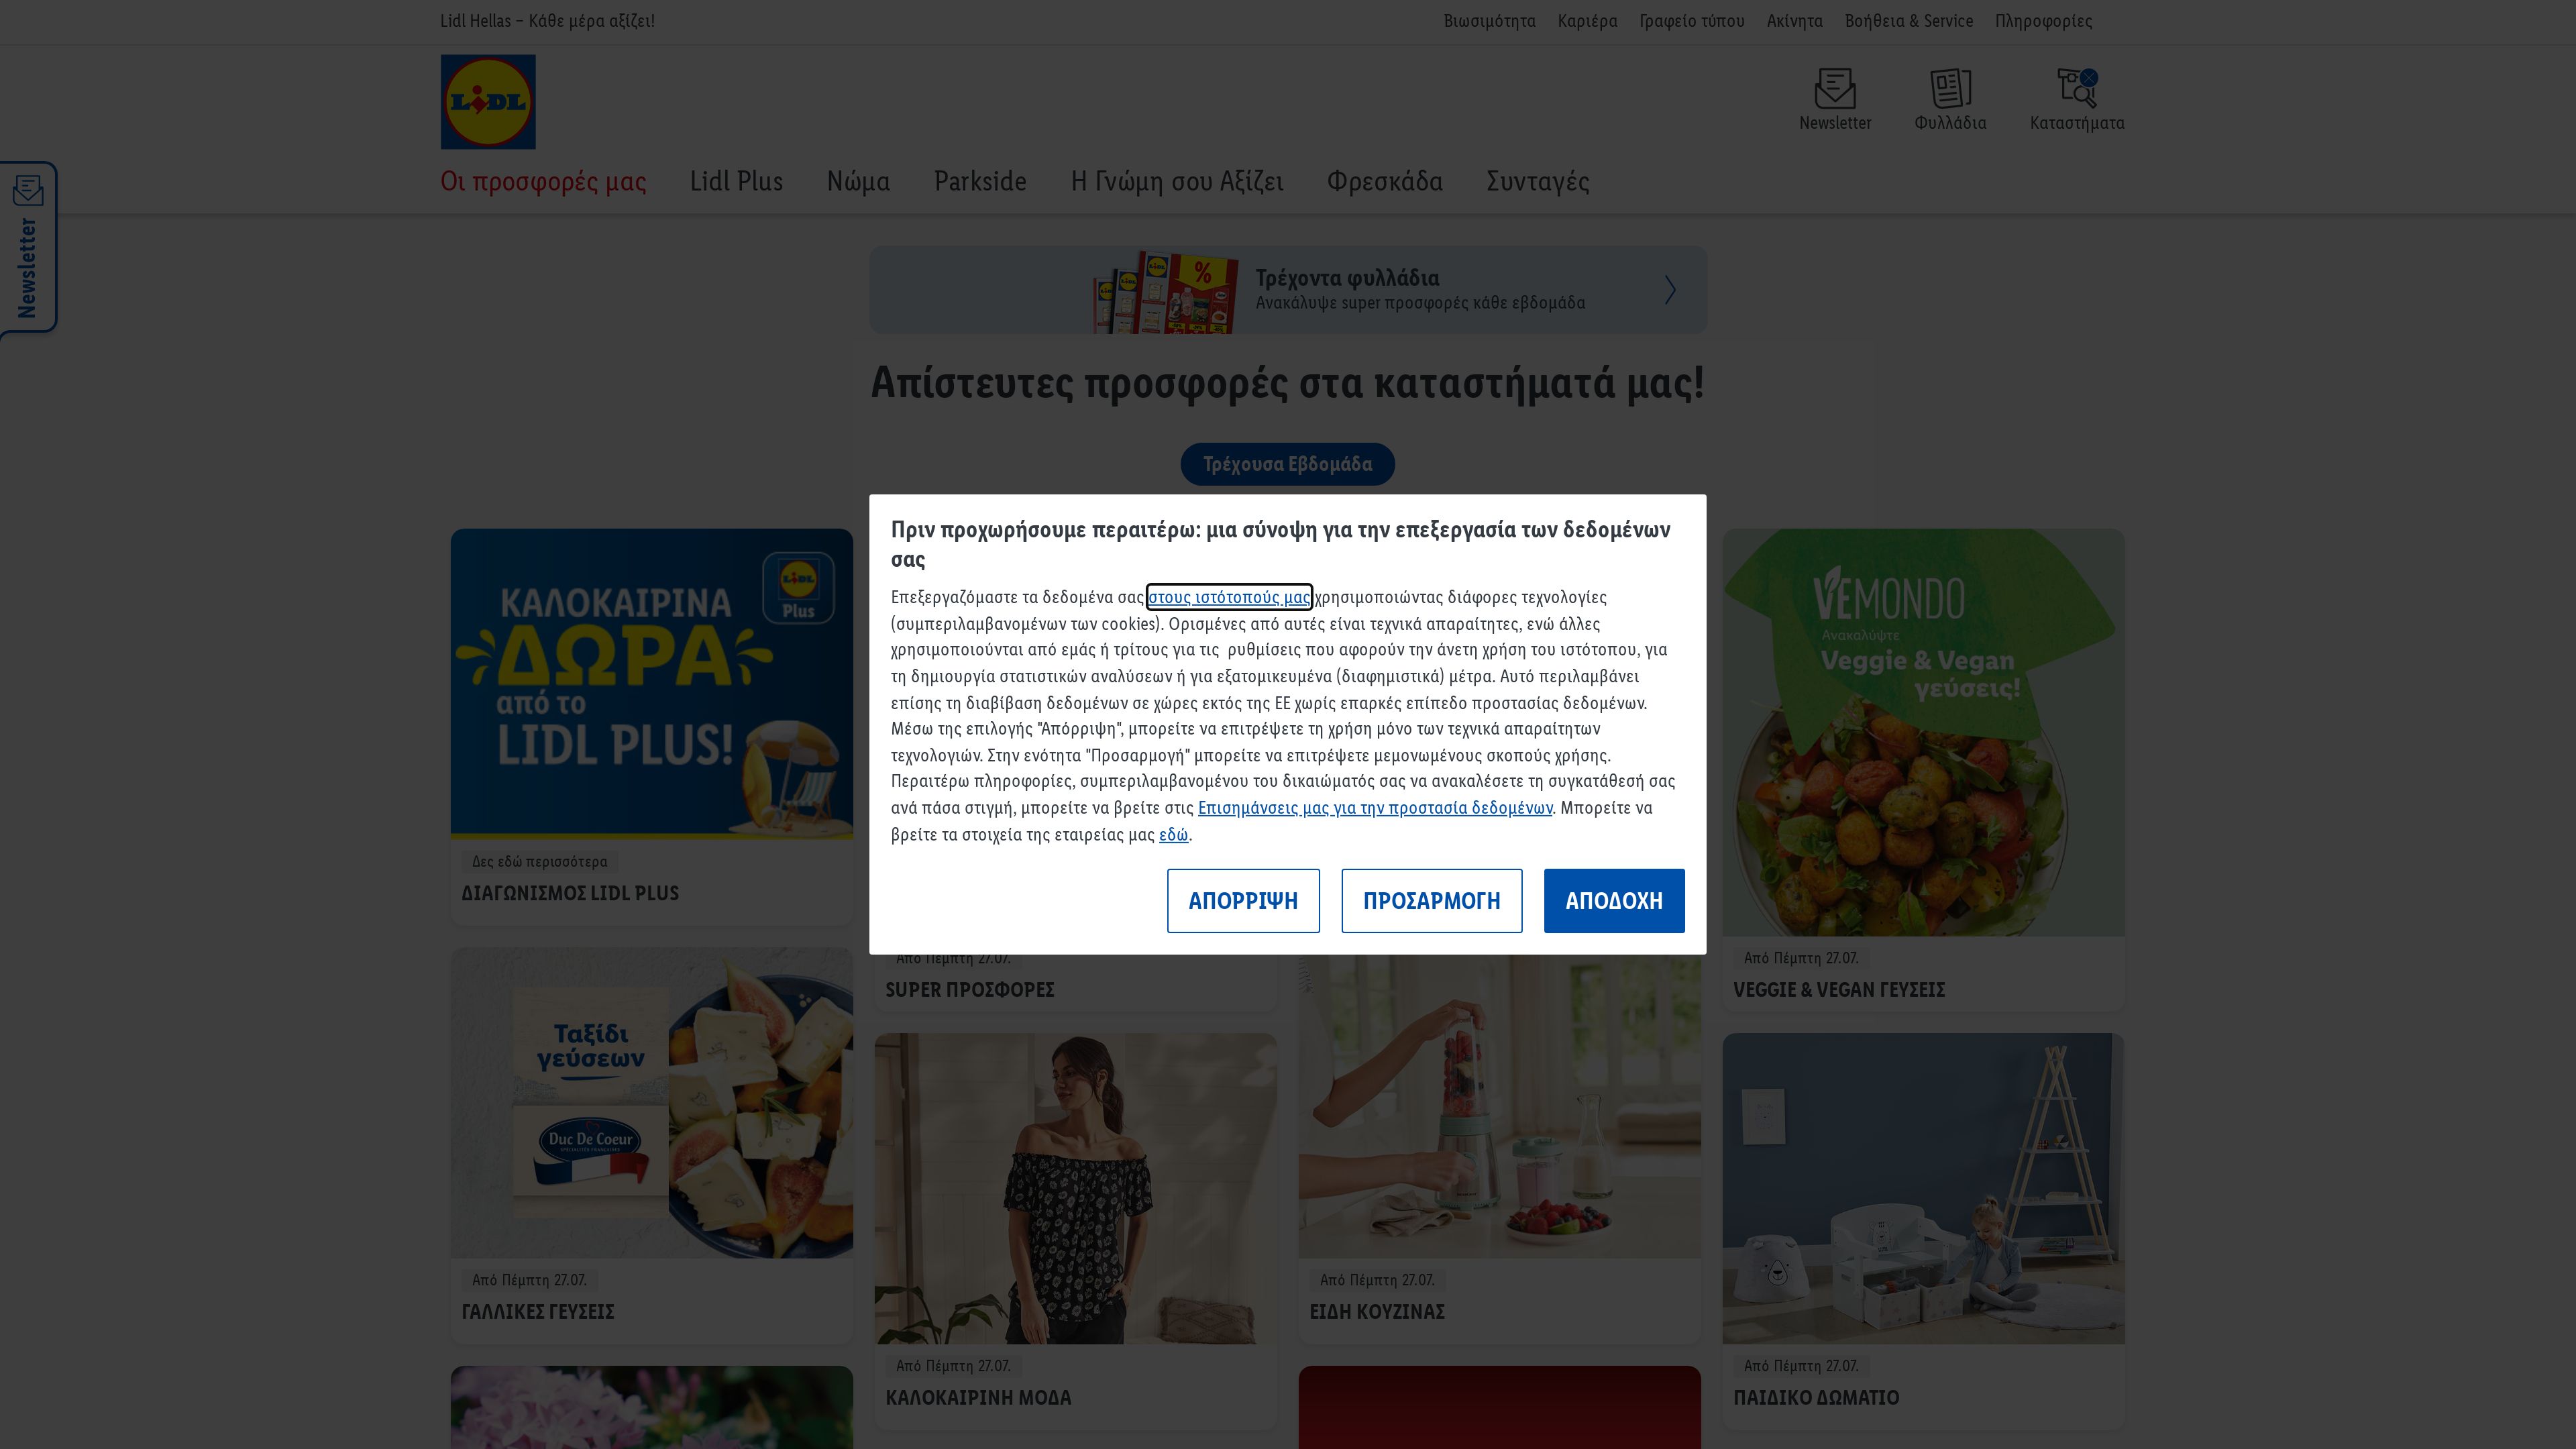 Lidl Hellas – Κάθε μέρα αξίζει!
Βιωσιμότητα Καριέρα Γραφείο τύπου Ακίνητα Βοήθεια & Service Πληροφορίες
LIDL
Newsletter Φυλλάδια Καταστήματα
Οι προσφορές μας Lidl Plus Νώμα Parkside Η Γνώμη σου Αξίζει Φρεσκάδα Συνταγές
Newsletter
%
Τρέχοντα φυλλάδια
Ανακάλυψε super προσφορές κάθε εβδομάδα
Απίστευτες προσφορές στα καταστήματά μας!
Τρέχουσα Εβδομάδα
Πριν προχωρήσουμε περαιτέρω: μια σύνοψη για την επεξεργασία των δεδομένων
σας
Επεξεργαζόμαστε τα δεδομένα σας στους ιστότοπούς μας χρησιμοποιώντας διάφορες τεχνολογίες
(συμπεριλαμβανομένων των cookies). Ορισμένες από αυτές είναι τεχνικά απαραίτητες, ενώ άλλες
χρησιμοποιούνται από εμάς ή τρίτους για τις ρυθμίσεις που αφορούν την άνετη χρήση του ιστότοπου, για
τη δημιουργία στατιστικών αναλύσεων ή για εξατομικευμένα (διαφημιστικά) μέτρα. Αυτό περιλαμβάνει
επίσης τη διαβίβαση δεδομένων σε χώρες εκτός της ΕΕ χωρίς επαρκές επίπεδο προστασίας δεδομένων.
Μέσω της επιλογής "Απόρριψη", μπορείτε να επιτρέψετε τη χρήση μόνο των τεχνικά απαραίτητων
τεχνολογιών. Στην ενότητα "Προσαρμογή" μπορείτε να επιτρέψετε μεμονωμένους σκοπούς χρήσης.
Περαιτέρω πληροφορίες, συμπεριλαμβανομένου του δικαιώματός σας να ανακαλέσετε τη συγκατάθεσή σας
ανά πάσα στιγμή, μπορείτε να βρείτε στις Επισημάνσεις μας για την προστασία δεδομένων. Μπορείτε να
βρείτε τα στοιχεία της εταιρείας μας εδώ.
ΑΠΟΡΡΙΨΗ ΠΡΟΣΑΡΜΟΓΗ ΑΠΟΔΟΧΗ
LIDL
Plus
ΚΑΛΟΚΑΙΡΙΝΑ
ΔΩΡΑ
από το
LIDL PLUS!
Δες εδώ περισσότερα
ΔΙΑΓΩΝΙΣΜΟΣ LIDL PLUS
VEMONDO
Ανακαλύψτε
Veggie & Vegan
γεύσεις!
Από Πέμπτη 27.07.
SUPER ΠΡΟΣΦΟΡΕΣ
Από Πέμπτη 27.07.
VEGGIE & VEGAN ΓΕΥΣΕΙΣ
Ταξίδι
γεύσεων
Duc De Coeur
Από Πέμπτη 27.07.
ΓΑΛΛΙΚΕΣ ΓΕΥΣΕΙΣ
Από Πέμπτη 27.07.
ΕΙΔΗ ΚΟΥΖΙΝΑΣ
Από Πέμπτη 27.07.
ΚΑΛΟΚΑΙΡΙΝΗ ΜΟΔΑ
Από Πέμπτη 27.07.
ΠΑΙΔΙΚΟ ΔΩΜΑΤΙΟ